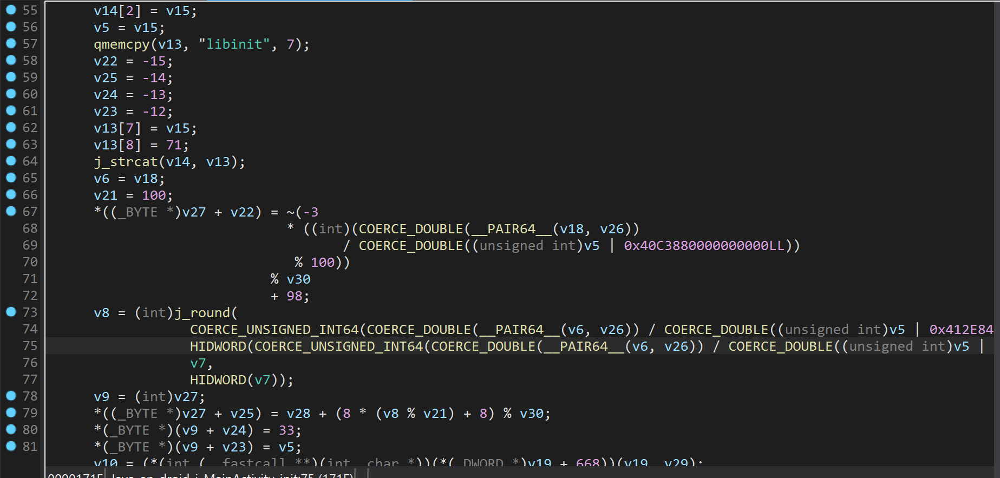 55 v14[2] = v15;
56 v5 = v15;
57 qmemcpy(v13, "libinit", 7);
58 v22 = -15;
59 v25 = -14;
60 v24 = -13;
61 v23 = -12;
62 v13[7] = v15;
63 v13[8] = 71;
64 j_strcat(v14, v13);
65 v6 = v18;
66 v21 = 100;
67 *((_BYTE *)v27 + v22) = ~(-3
68 * ((int)(COERCE_DOUBLE(__PAIR64__(v18, v26))
69 / COERCE_DOUBLE((unsigned int)v5 | 0x40C3880000000000LL))
70 % 100))
71 % v30
72 + 98;
73 v8 = (int)j_round(
74 COERCE_UNSIGNED_INT64(COERCE_DOUBLE(__PAIR64__(v6, v26)) / COERCE_DOUBLE((unsigned int)v5 | 0x412E84
75 HIDWORD(COERCE_UNSIGNED_INT64(COERCE_DOUBLE(__PAIR64__(v6, v26)) / COERCE_DOUBLE((unsigned int)v5 |
76 v7,
77 HIDWORD(v7));
78 v9 = (int)v27;
79 *((_BYTE *)v27 + v25) = v28 + (8 * (v8 % v21) + 8) % v30;
80 *(_BYTE *)(v9 + v24) = 33;
81 *(_BYTE *)(v9 + v23) = v5;
v10 = (*(int (__fastcall **)(int, char *))(*(_DWORD *)v19 + 668))(v19, v29);